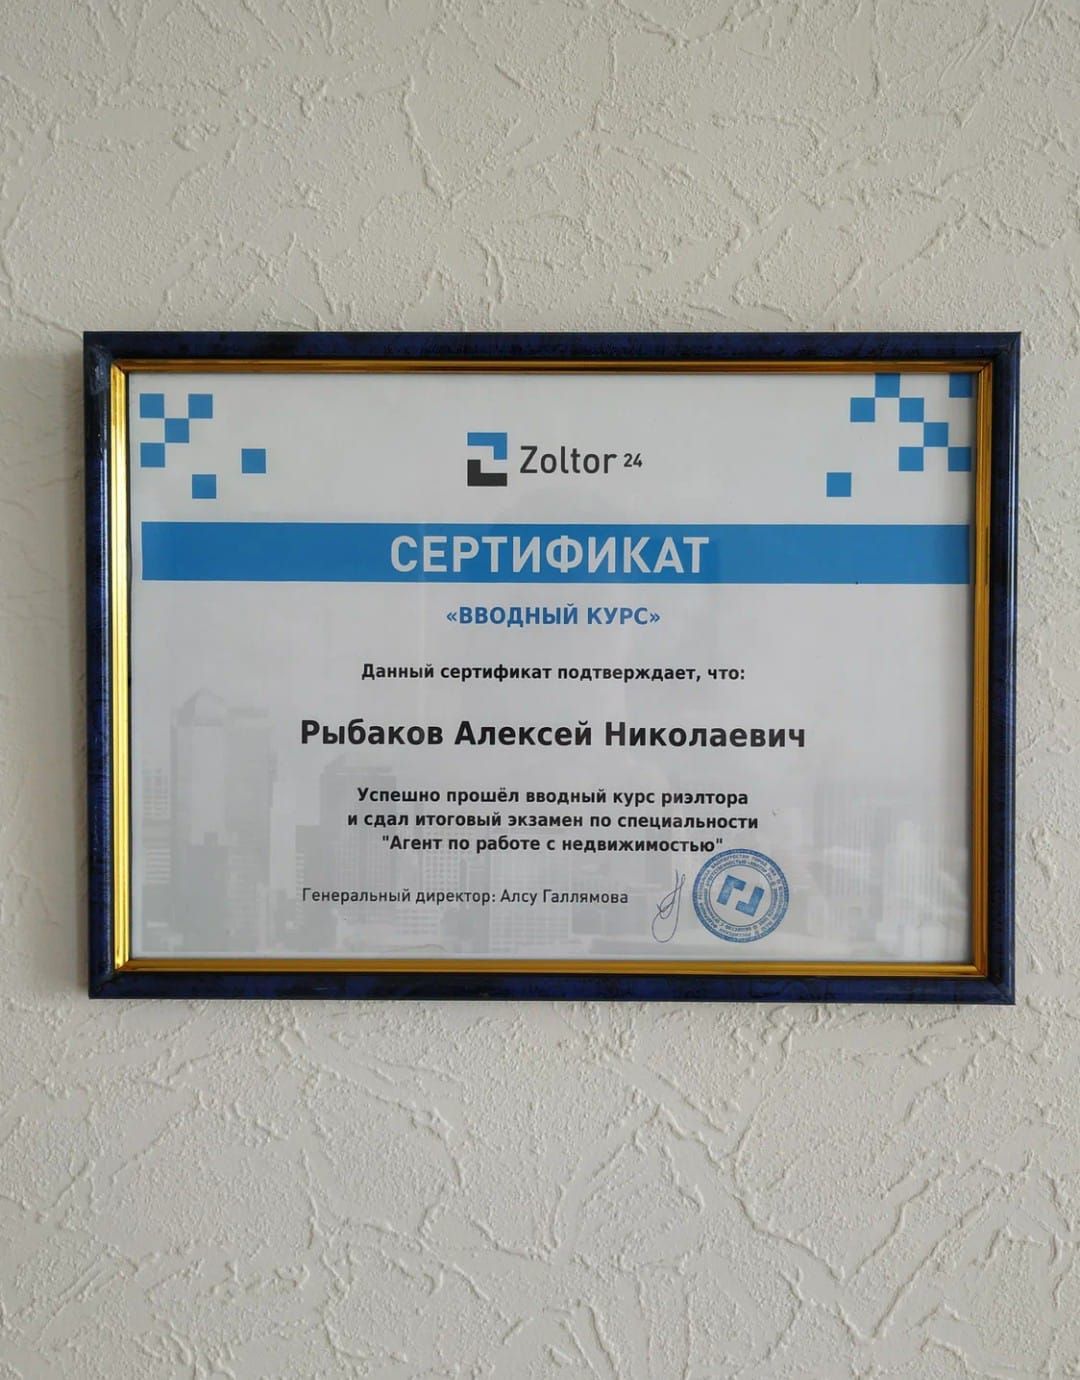 Zoltor 24
СЕРТИФИКАТ
«ВВОДНЫЙ КУРС»
Данный сертификат подтверждает, что:
Рыбаков Алексей Николаевич
Успешно прошёл вводный курс риэлтора
и сдал итоговый экзамен по специальности
"Агент по работе с недвижимостью"
Генеральный директор: Алсу Галлямова